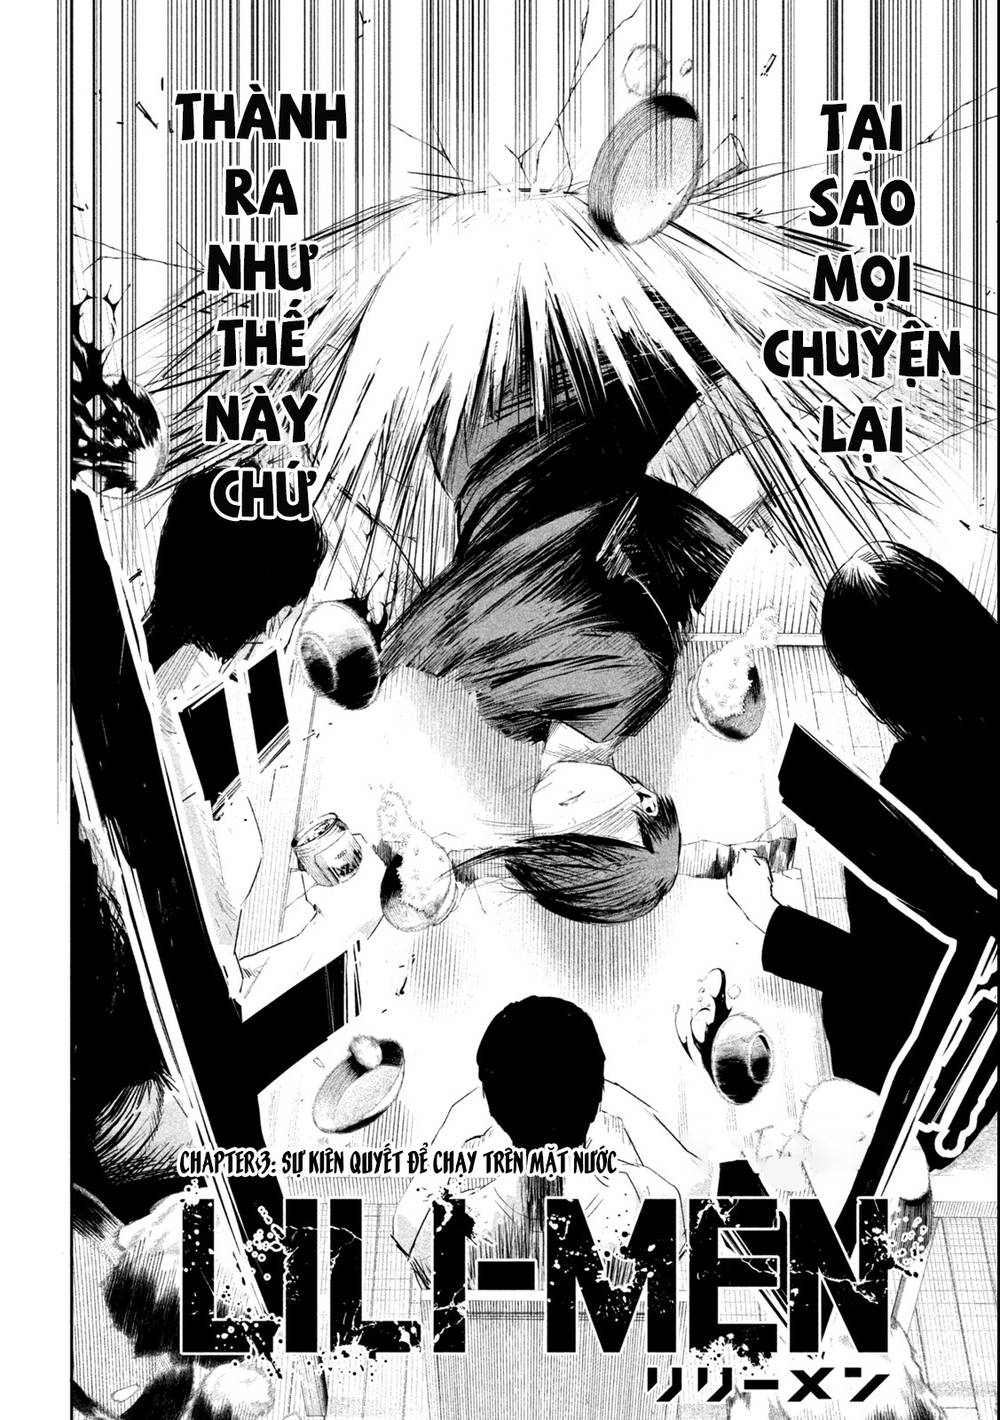 TẠI
SAO
MỌI
CHUYỆN
LẠI
THÀNH
RA
NHƯ
THẾ
NÀY
CHỨ
CHAPTER 3: SỰ KIÊN QUYẾT ĐỂ CHẠY TRÊN MẶT NƯỚC
LILI-MEN
リリーメン